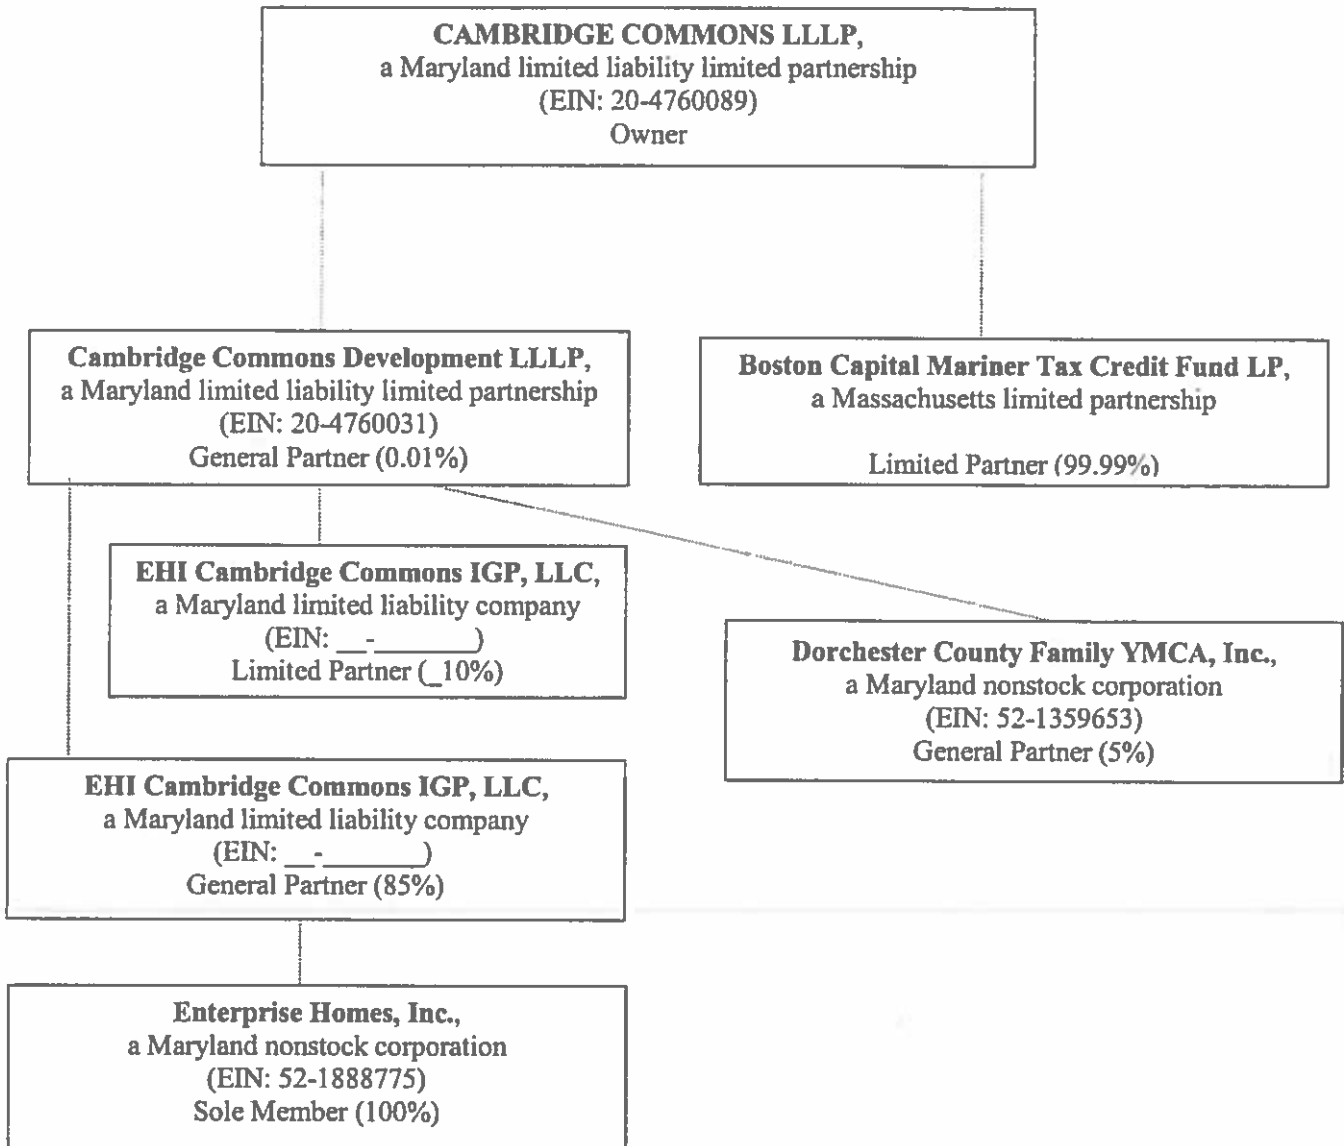 CAMBRIDGE COMMONS LLLP,
a Maryland limited liability limited partnership
(EIN: 20-4760089)
Owner
Cambridge Commons Development LLLP,
a Maryland limited liability limited partnership
(EIN: 20-4760031)
General Partner (0.01%)
Boston Capital Mariner Tax Credit Fund LP,
a Massachusetts limited partnership
Limited Partner (99.99%)
EHI Cambridge Commons IGP, LLC,
a Maryland limited liability company
(EIN: __-_______)
Limited Partner (_10%)
Dorchester County Family YMCA, Inc.,
a Maryland nonstock corporation
(EIN: 52-1359653)
General Partner (5%)
EHI Cambridge Commons IGP, LLC,
a Maryland limited liability company
(EIN: __-_______)
General Partner (85%)
Enterprise Homes, Inc.,
a Maryland nonstock corporation
(EIN: 52-1888775)
Sole Member (100%)